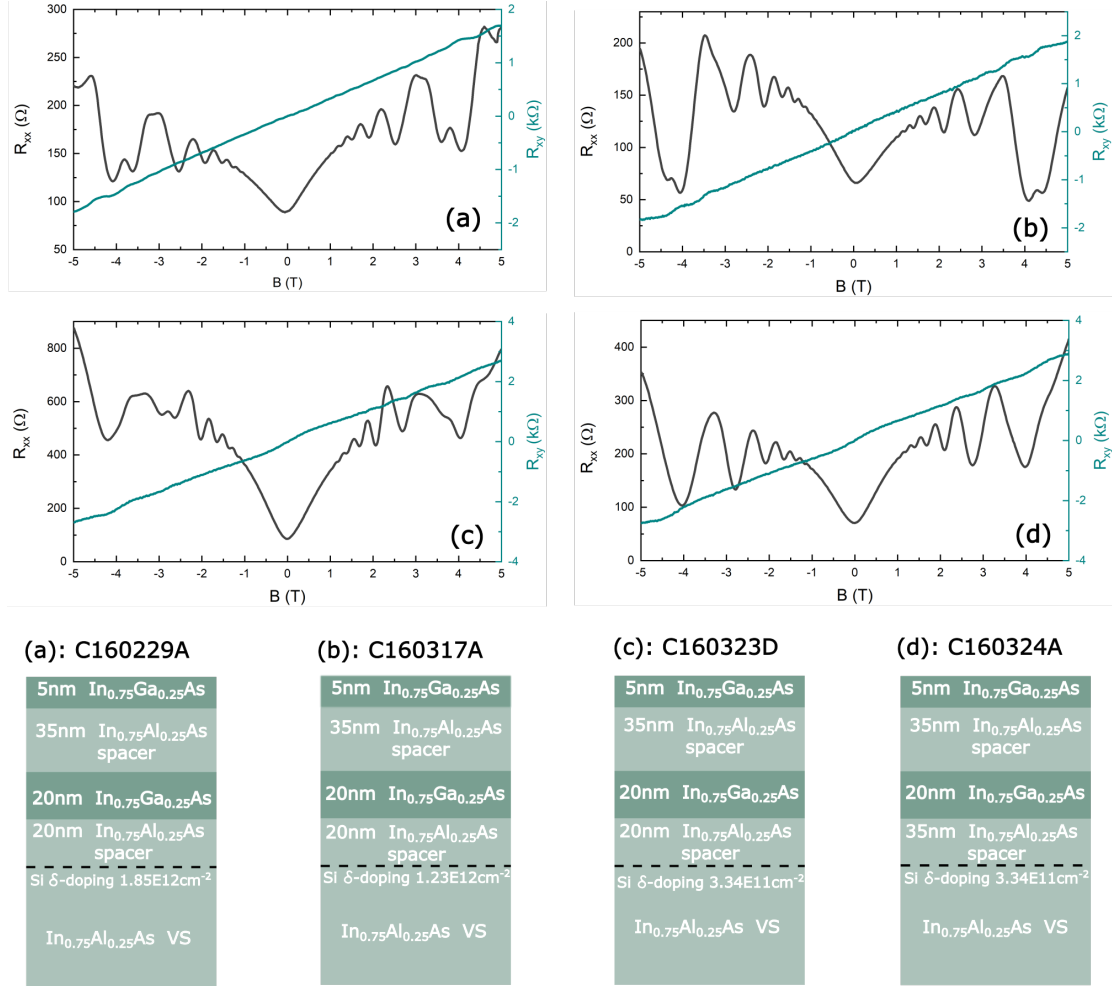 300
250
200
150
100
50
R_xx (Ω)
2
1
0
-1
-2
R_xy (kΩ)
(a)
-5 -4 -3 -2 -1 0 1 2 3 4 5
B (T)
200
150
100
50
0
R_xx (Ω)
2
1
0
-1
-2
R_xy (kΩ)
(b)
-5 -4 -3 -2 -1 0 1 2 3 4 5
B (T)
800
600
400
200
0
R_xx (Ω)
4
2
0
-2
-4
R_xy (kΩ)
(c)
-5 -4 -3 -2 -1 0 1 2 3 4 5
B (T)
400
300
200
100
0
R_xx (Ω)
4
2
0
-2
-4
R_xy (kΩ)
(d)
-5 -4 -3 -2 -1 0 1 2 3 4 5
B (T)
(a): C160229A
5nm In0.75Ga0.25As
35nm In0.75Al0.25As
spacer
20nm In0.75Ga0.25As
20nm In0.75Al0.25As
spacer
Si δ-doping 1.85E12cm-2
In0.75Al0.25As VS
(b): C160317A
5nm In0.75Ga0.25As
35nm In0.75Al0.25As
spacer
20nm In0.75Ga0.25As
20nm In0.75Al0.25As
spacer
Si δ-doping 1.23E12cm-2
In0.75Al0.25As VS
(c): C160323D
5nm In0.75Ga0.25As
35nm In0.75Al0.25As
spacer
20nm In0.75Ga0.25As
20nm In0.75Al0.25As
spacer
Si δ-doping 3.34E11cm-2
In0.75Al0.25As VS
(d): C160324A
5nm In0.75Ga0.25As
35nm In0.75Al0.25As
spacer
20nm In0.75Ga0.25As
35nm In0.75Al0.25As
spacer
Si δ-doping 3.34E11cm-2
In0.75Al0.25As VS